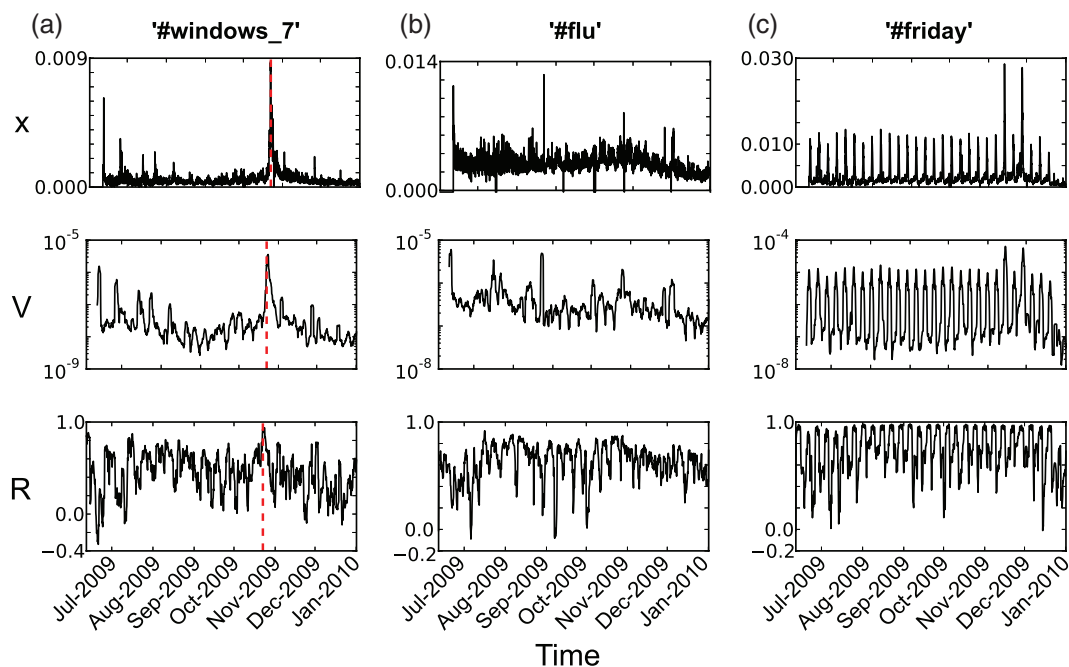 (a) '#windows_7' (b) '#flu' (c) '#friday'
x
0.009
0.000
0.014
0.000
0.030
0.010
0.000
V
10^-5
10^-9
10^-5
10^-8
10^-4
10^-8
R
1.0
0.0
−0.4
1.0
0.0
−0.2
1.0
0.0
−0.2
Jul-2009 Aug-2009 Sep-2009 Oct-2009 Nov-2009 Dec-2009 Jan-2010
Jul-2009 Aug-2009 Sep-2009 Oct-2009 Nov-2009 Dec-2009 Jan-2010
Jul-2009 Aug-2009 Sep-2009 Oct-2009 Nov-2009 Dec-2009 Jan-2010
Time